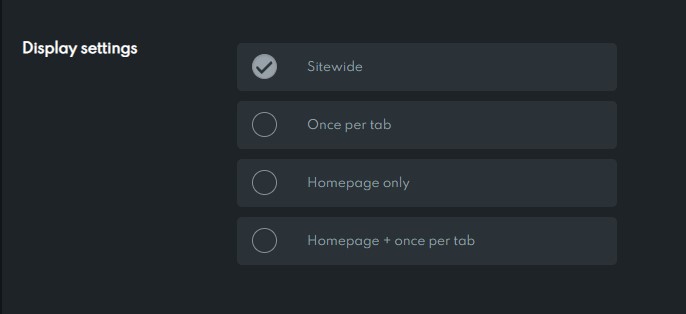 Display settings
Sitewide
Once per tab
Homepage only
Homepage + once per tab